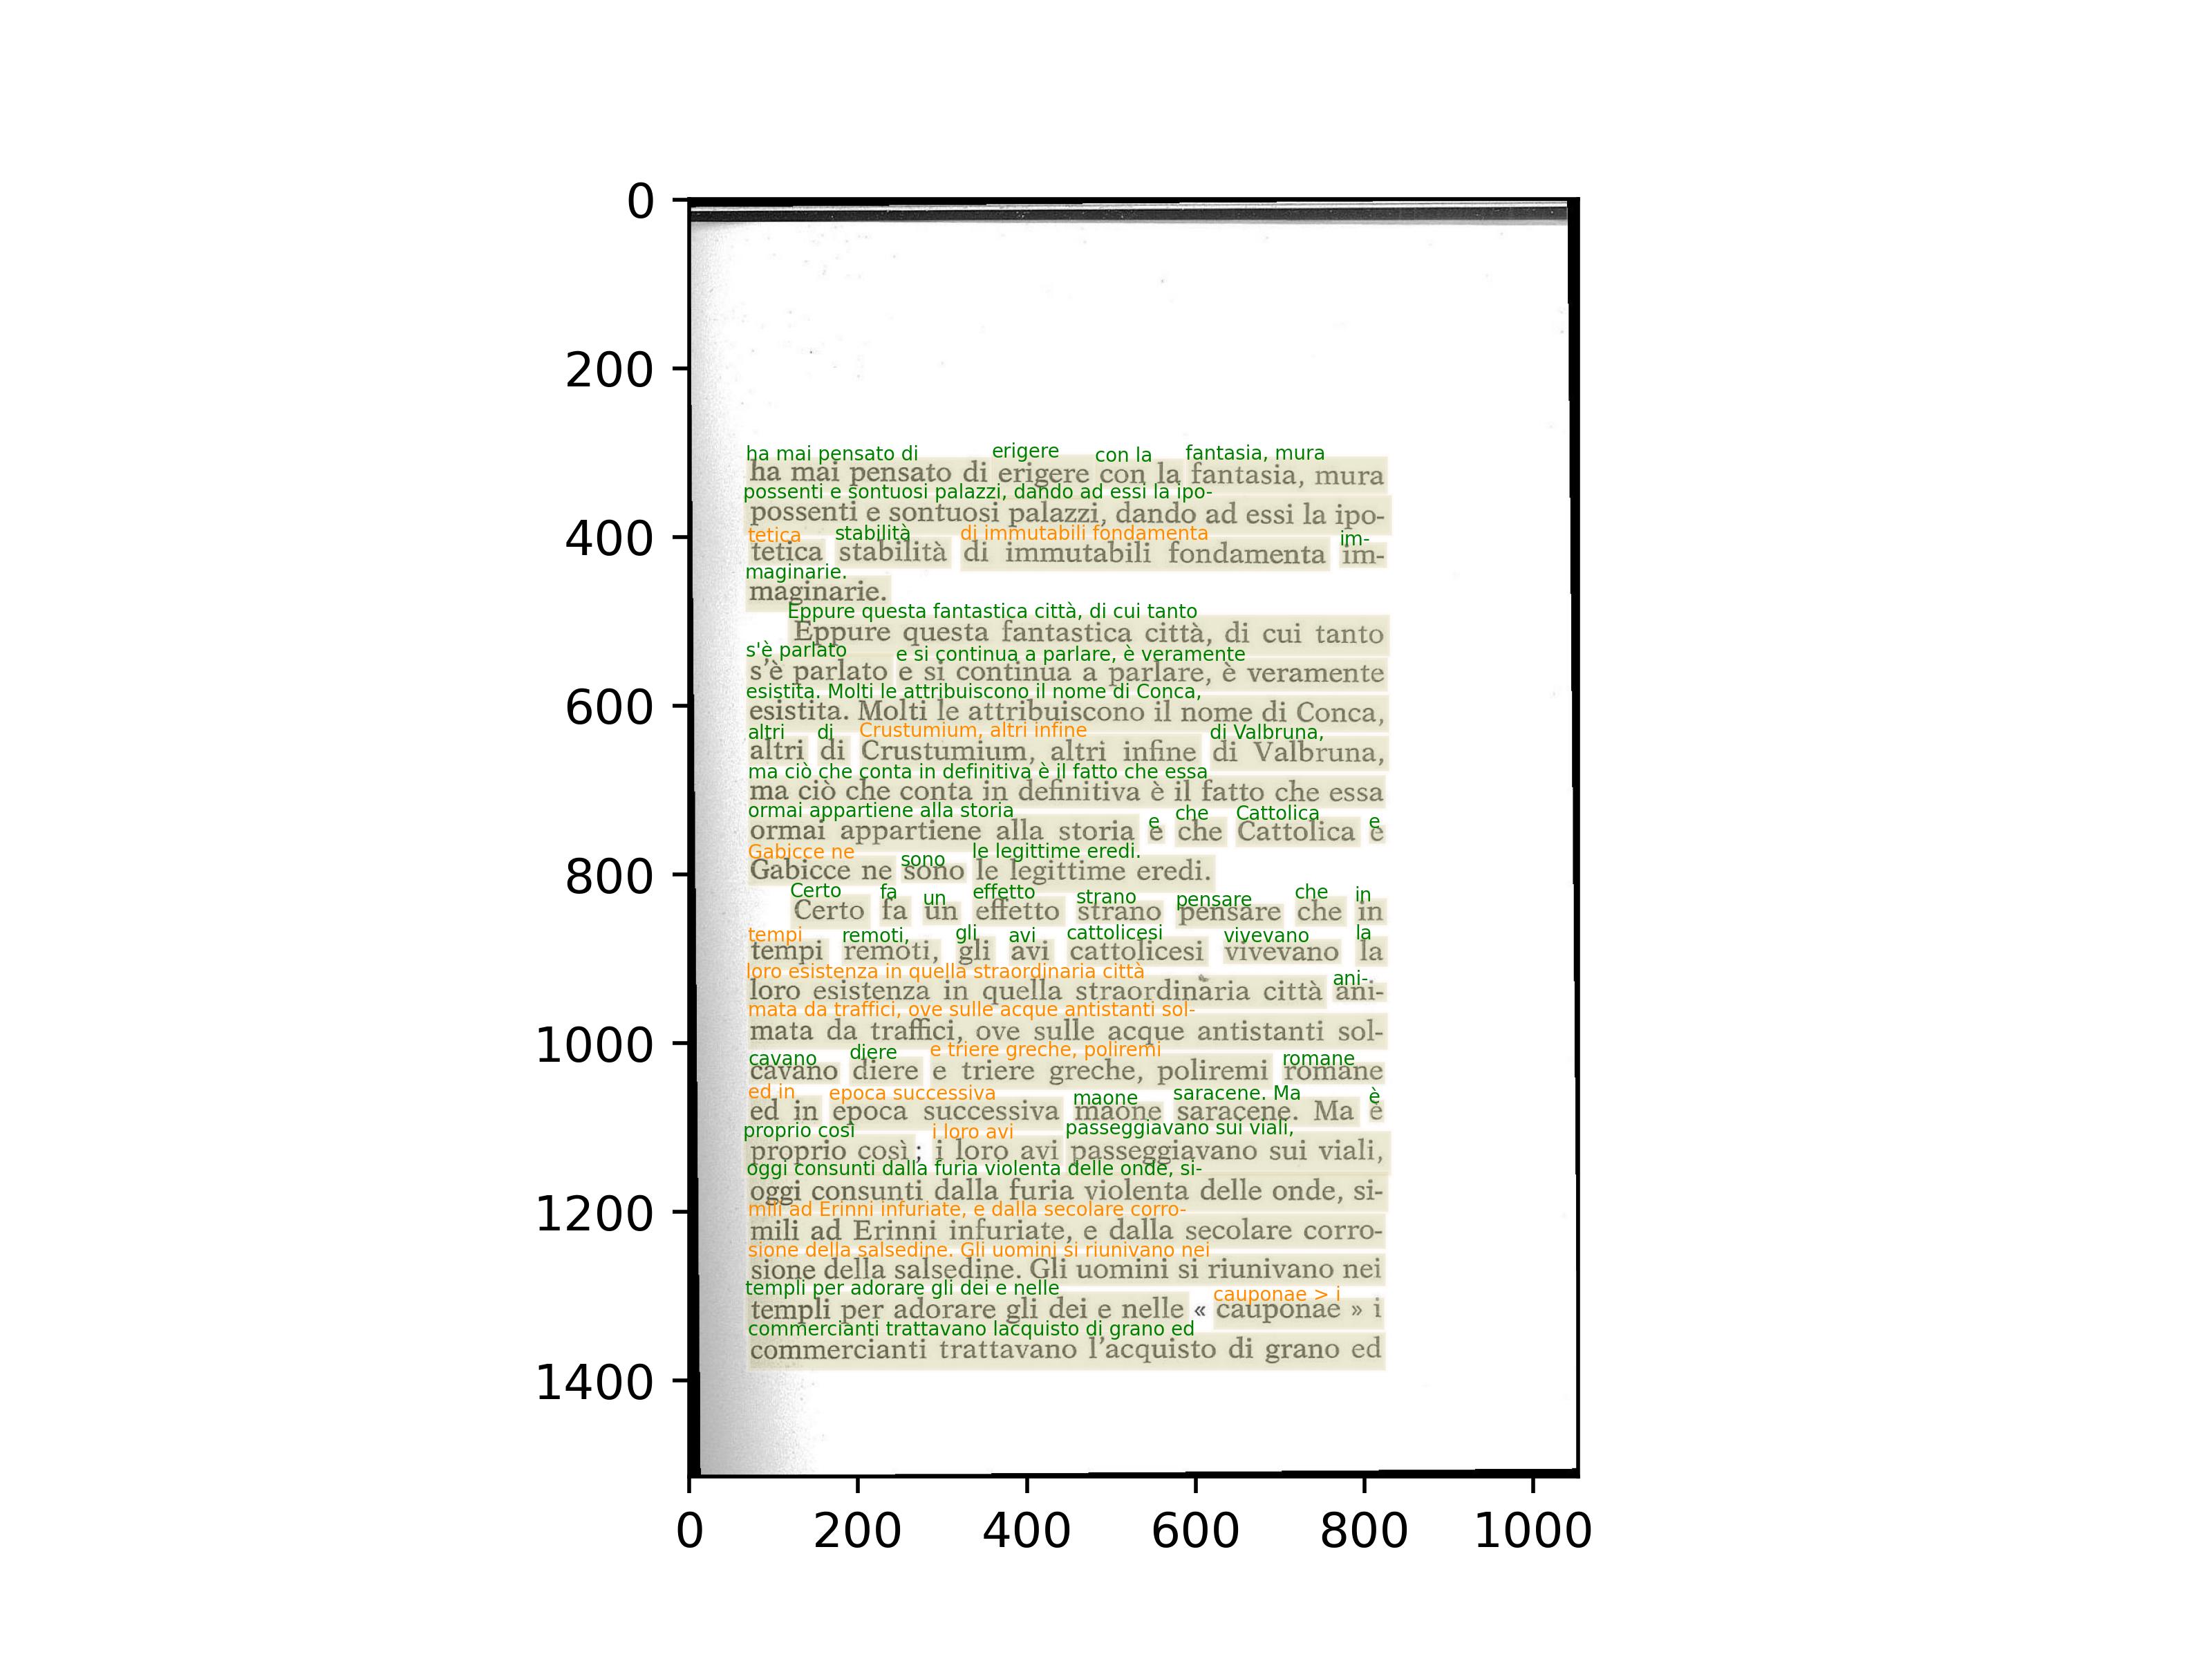 ha mai pensato di erigere con la fantasia, mura
possenti e sontuosi palazzi, dando ad essi la ipo-
tetica stabilità di immutabili fondamenta im-
maginarie.
Eppure questa fantastica città, di cui tanto
s'è parlato e si continua a parlare, è veramente
esistita. Molti le attribuiscono il nome di Conca,
altri di Crustumium, altri infine di Valbruna,
ma ciò che conta in definitiva è il fatto che essa
ormai appartiene alla storia e che Cattolica e
Gabicce ne sono le legittime eredi.
Certo fa un effetto strano pensare che in
tempi remoti, gli avi cattolicesi vivevano la
loro esistenza in quella straordinaria città ani-
mata da traffici, ove sulle acque antistanti sol-
cavano diere e triere greche, poliremi romane
ed in epoca successiva maone saracene. Ma è
proprio così; i loro avi passeggiavano sui viali,
oggi consunti dalla furia violenta delle onde, si-
mili ad Erinni infuriate, e dalla secolare corro-
sione della salsedine. Gli uomini si riunivano nei
templi per adorare gli dei e nelle « cauponae » i
commercianti trattavano l'acquisto di grano ed